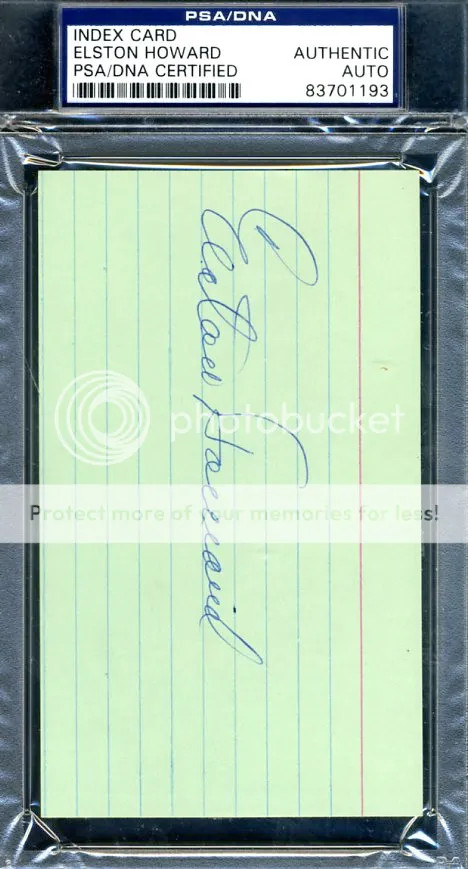 PSA/DNA
INDEX CARD
ELSTON HOWARD
PSA/DNA CERTIFIED
AUTHENTIC
AUTO
83701193
Elston Howard
photobucket
Protect more of your memories for less!